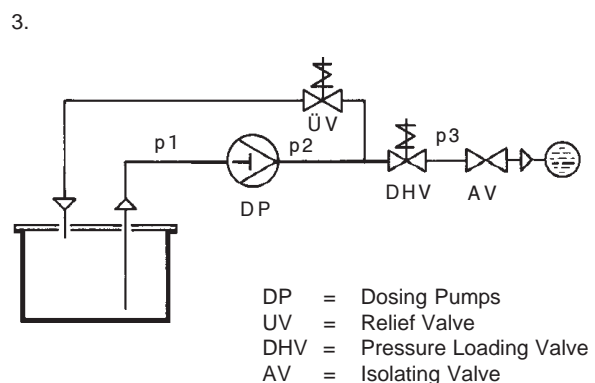 3.
ÜV
p1
p2
p3
DP
DHV
AV
DP = Dosing Pumps
UV = Relief Valve
DHV = Pressure Loading Valve
AV = Isolating Valve